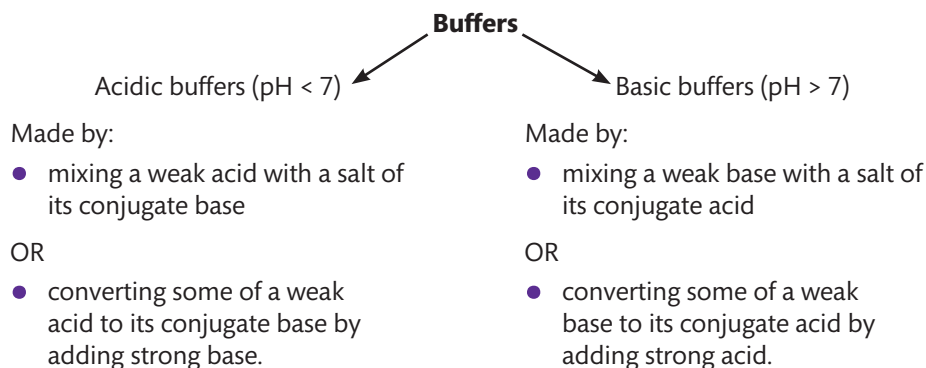 Buffers
Acidic buffers (pH < 7)
Made by:
● mixing a weak acid with a salt of
its conjugate base
OR
● converting some of a weak
acid to its conjugate base by
adding strong base.
Basic buffers (pH > 7)
Made by:
● mixing a weak base with a salt of
its conjugate acid
OR
● converting some of a weak
base to its conjugate acid by
adding strong acid.